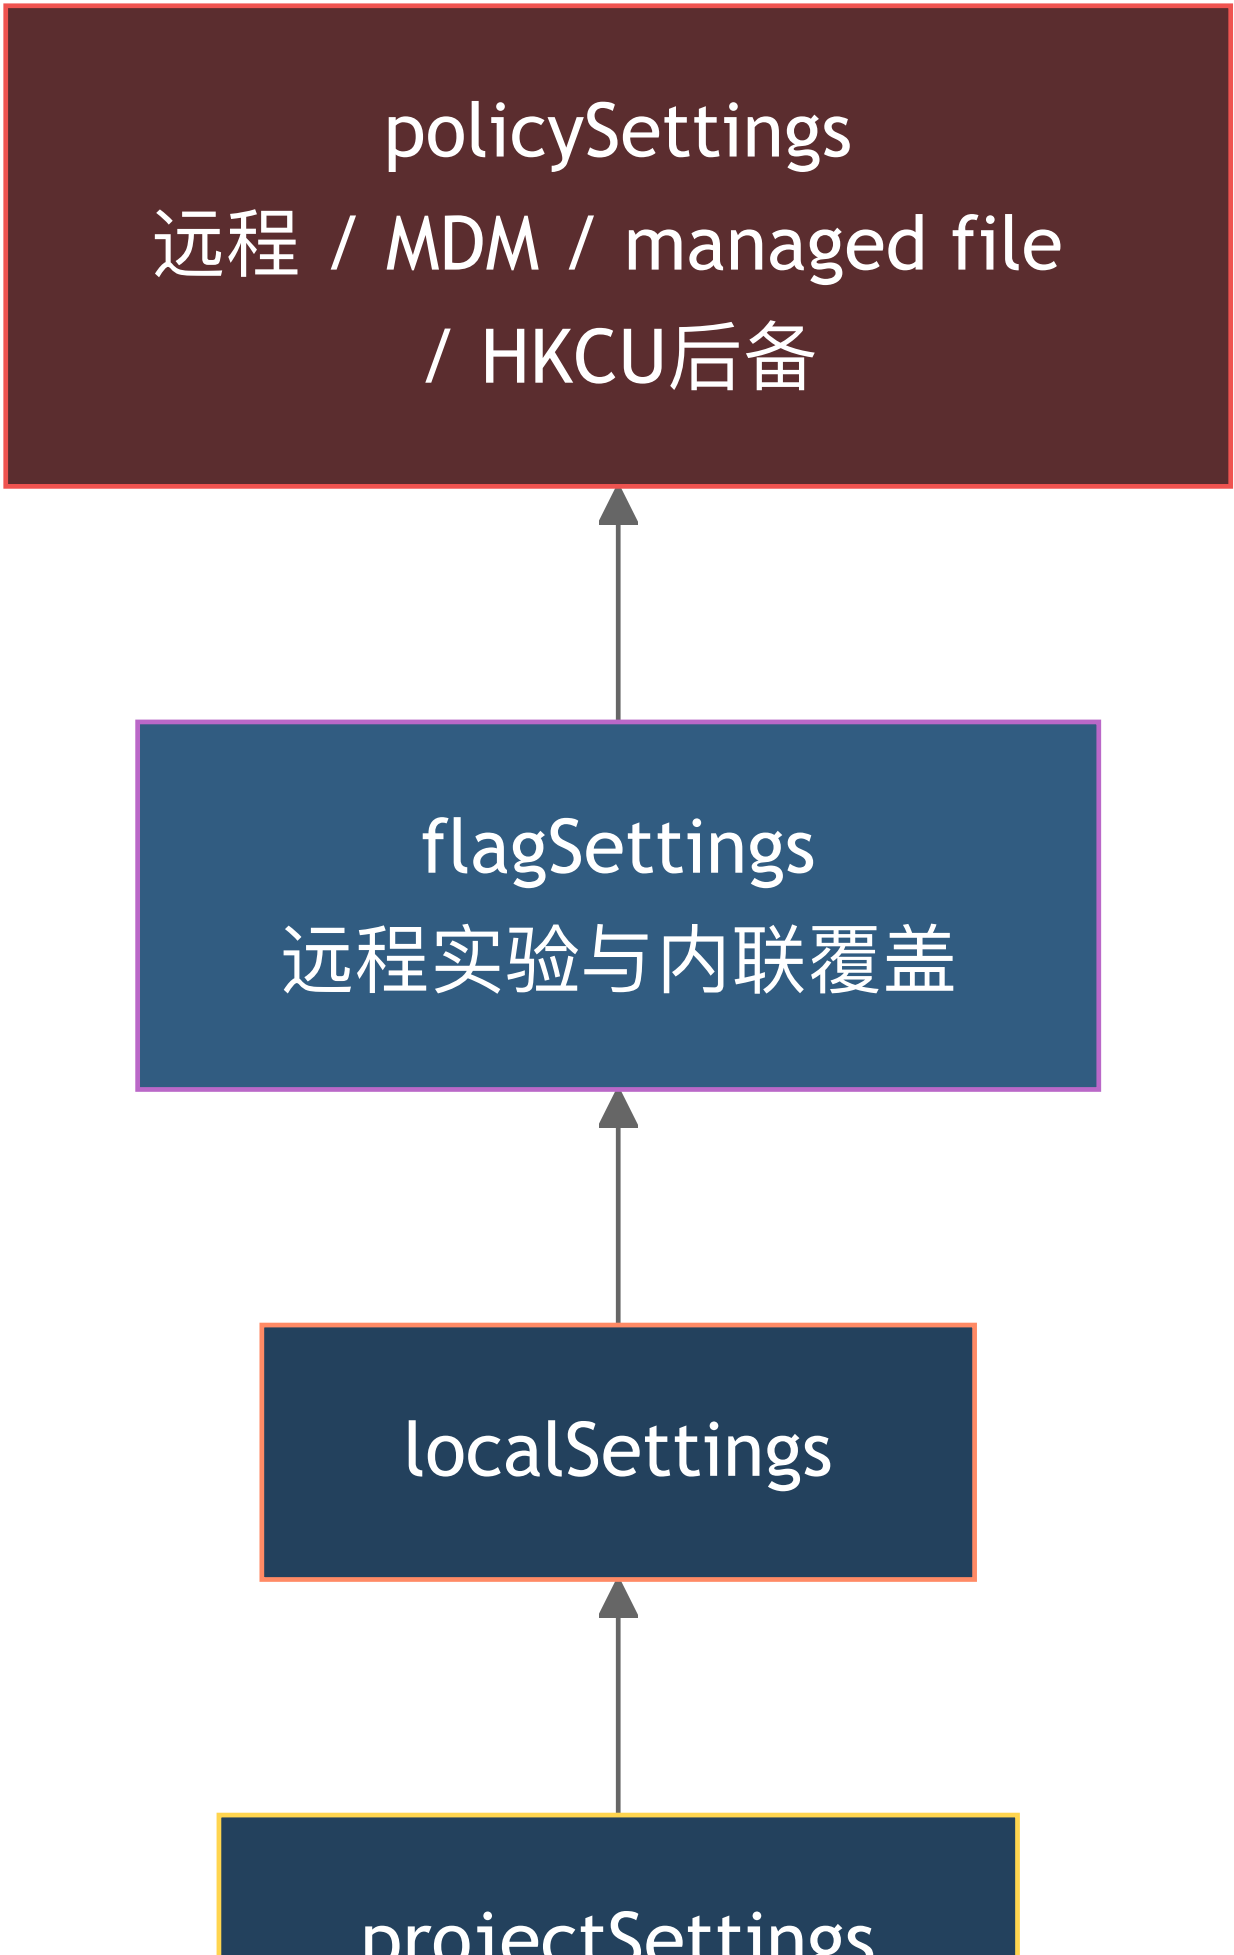 policySettings
远程 / MDM / managed file
/ HKCU后备
flagSettings
远程实验与内联覆盖
localSettings
projectSettings